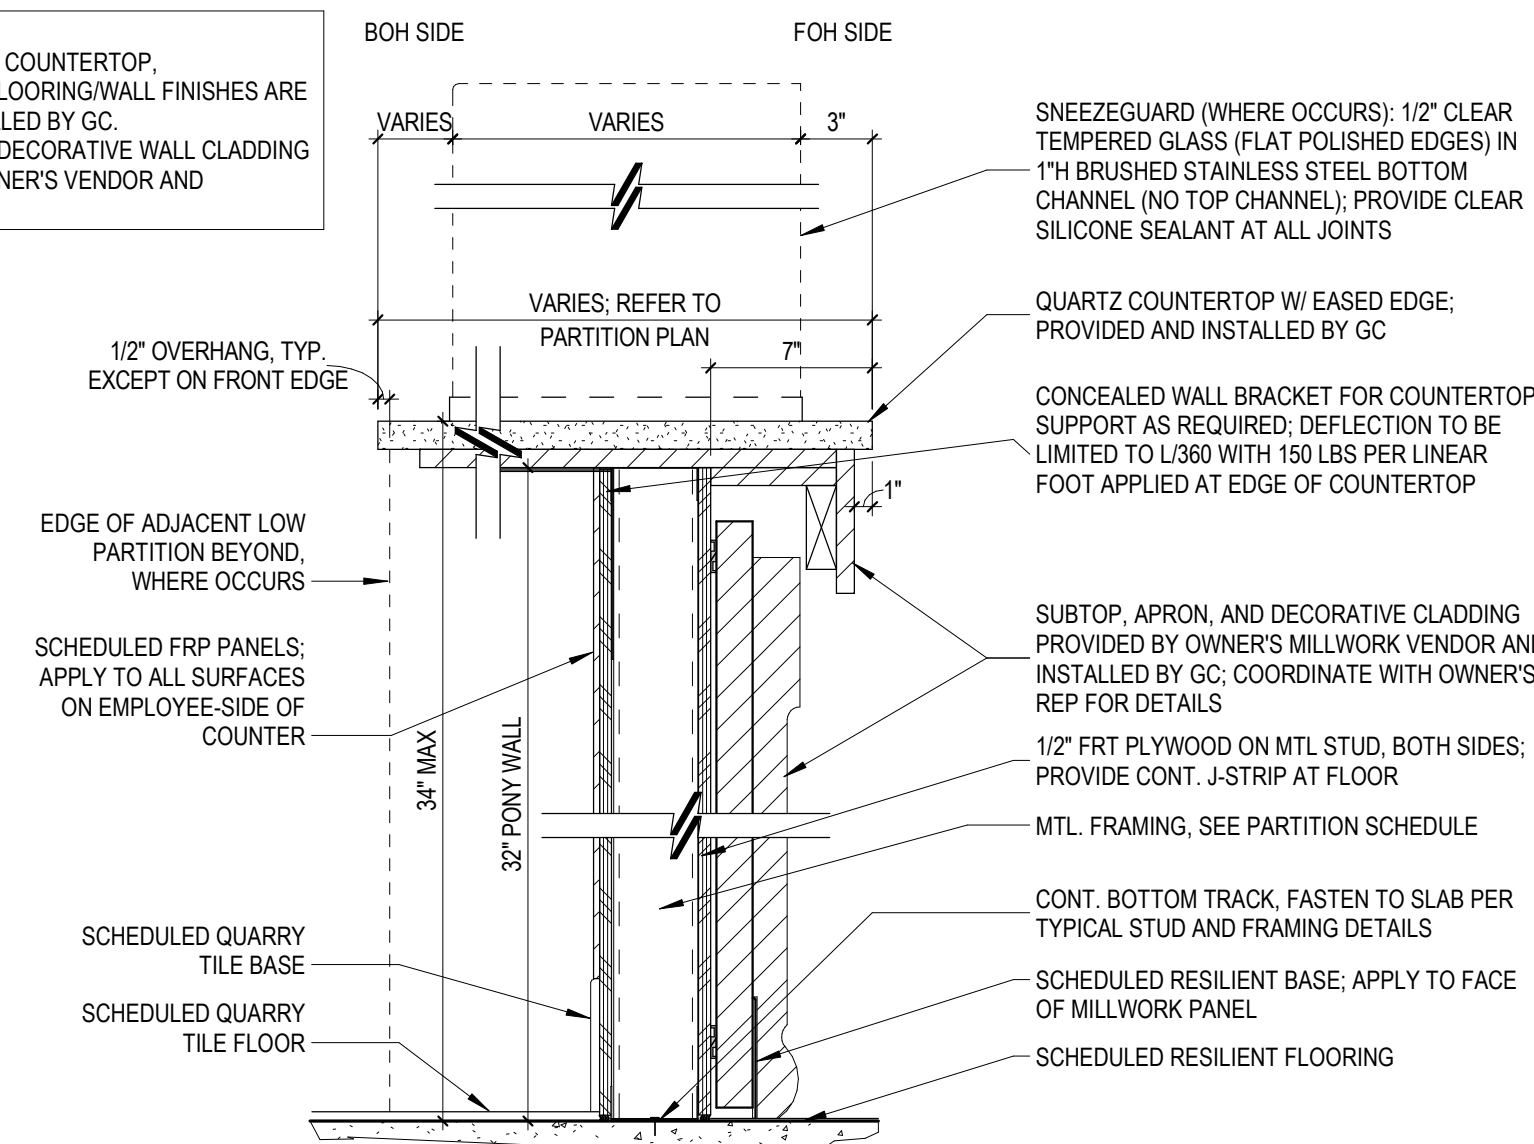 COUNTERTOP,
LOORING/WALL FINISHES ARE
LLED BY GC.
DECORATIVE WALL CLADDING
NER'S VENDOR AND
BOH SIDE
FOH SIDE
VARIES
VARIES
3"
SNEEZEGUARD (WHERE OCCURS): 1/2" CLEAR
TEMPERED GLASS (FLAT POLISHED EDGES) IN
1"H BRUSHED STAINLESS STEEL BOTTOM
CHANNEL (NO TOP CHANNEL); PROVIDE CLEAR
SILICONE SEALANT AT ALL JOINTS
VARIES; REFER TO
PARTITION PLAN
7"
QUARTZ COUNTERTOP W/ EASED EDGE;
PROVIDED AND INSTALLED BY GC
1/2" OVERHANG, TYP.
EXCEPT ON FRONT EDGE
CONCEALED WALL BRACKET FOR COUNTERTOP
SUPPORT AS REQUIRED; DEFLECTION TO BE
LIMITED TO L/360 WITH 150 LBS PER LINEAR
FOOT APPLIED AT EDGE OF COUNTERTOP
1"
EDGE OF ADJACENT LOW
PARTITION BEYOND,
WHERE OCCURS
SCHEDULED FRP PANELS;
APPLY TO ALL SURFACES
ON EMPLOYEE-SIDE OF
COUNTER
34" MAX
32" PONY WALL
SUBTOP, APRON, AND DECORATIVE CLADDING
PROVIDED BY OWNER'S MILLWORK VENDOR AN
INSTALLED BY GC; COORDINATE WITH OWNER'S
REP FOR DETAILS
1/2" FRT PLYWOOD ON MTL STUD, BOTH SIDES;
PROVIDE CONT. J-STRIP AT FLOOR
MTL. FRAMING, SEE PARTITION SCHEDULE
CONT. BOTTOM TRACK, FASTEN TO SLAB PER
TYPICAL STUD AND FRAMING DETAILS
SCHEDULED QUARRY
TILE BASE
SCHEDULED QUARRY
TILE FLOOR
SCHEDULED RESILIENT BASE; APPLY TO FACE
OF MILLWORK PANEL
SCHEDULED RESILIENT FLOORING